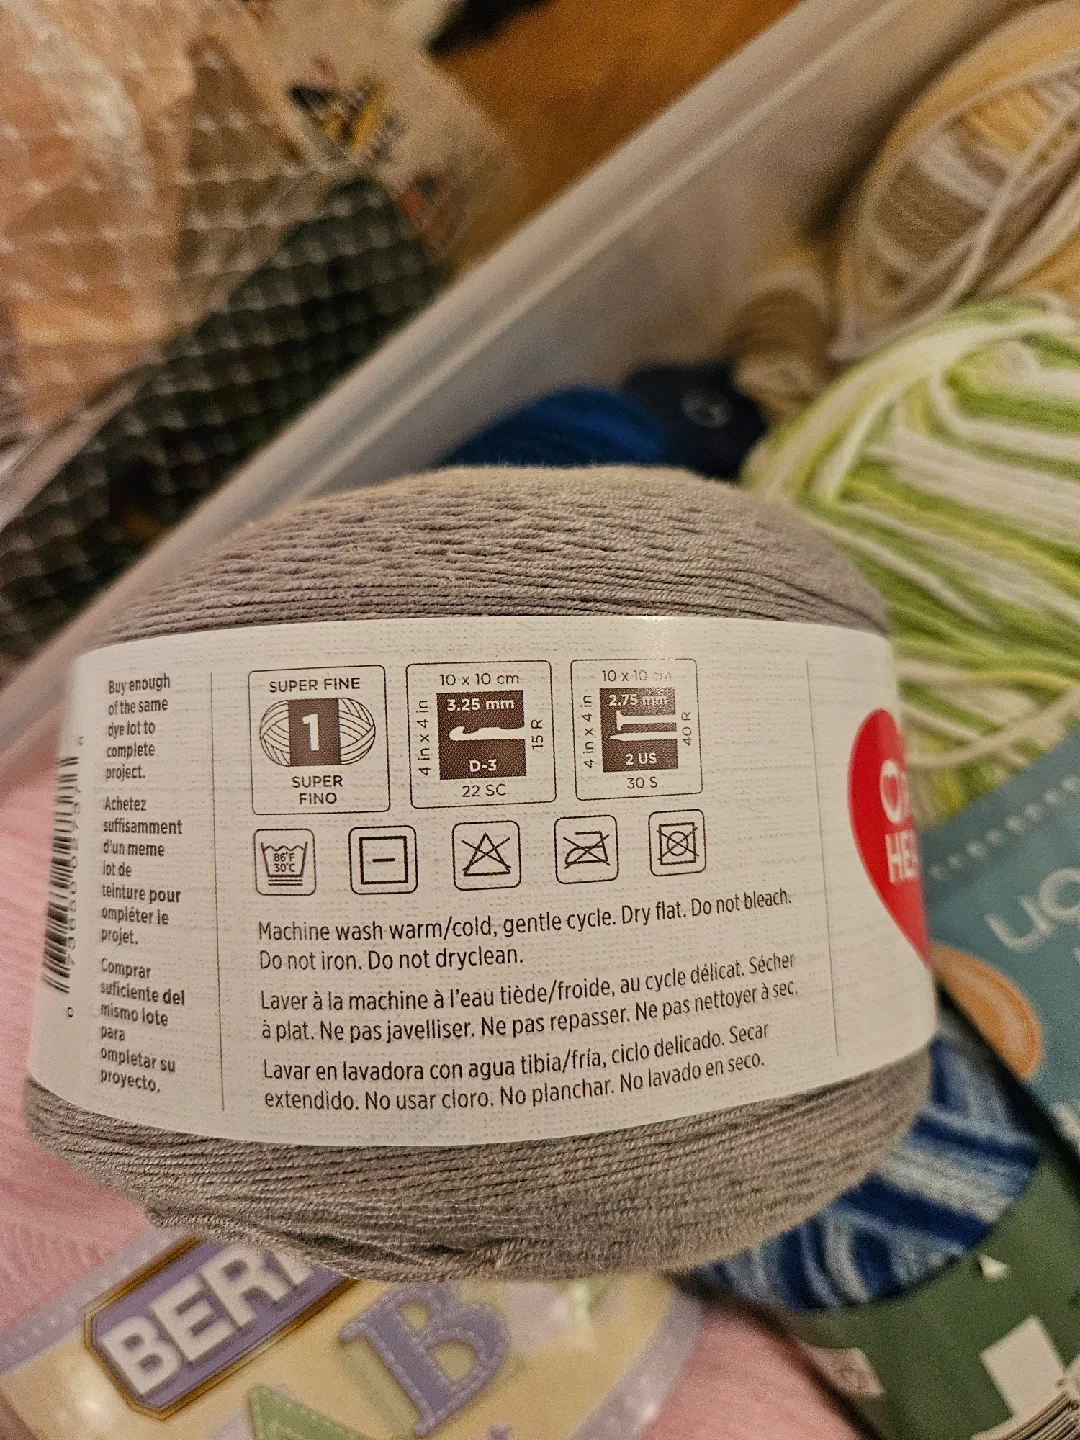 Buy enough
of the same
dye lot to
complete
project.
Achetez
suffisamment
d'un meme
lot de
teinture pour
ompléter le
projet.
Comprar
suficiente del
mismo lote
para
ompletar su
proyecto.
SUPER FINE
1
SUPER
FINO
10 x 10 cm
4 in x 4 in
3.25 mm
D-3
15 R
22 SC
10 x 10 cm
4 in x 4 in
2.75 mm
2 US
40 R
30 S
86°F
30°C
Machine wash warm/cold, gentle cycle. Dry flat. Do not bleach.
Do not iron. Do not dryclean.
Laver à la machine à l'eau tiède/froide, au cycle délicat. Sécher
à plat. Ne pas javelliser. Ne pas repasser. Ne pas nettoyer à sec.
Lavar en lavadora con agua tibia/fría, ciclo delicado. Secar
extendido. No usar cloro. No planchar. No lavado en seco.
HE
BER
B